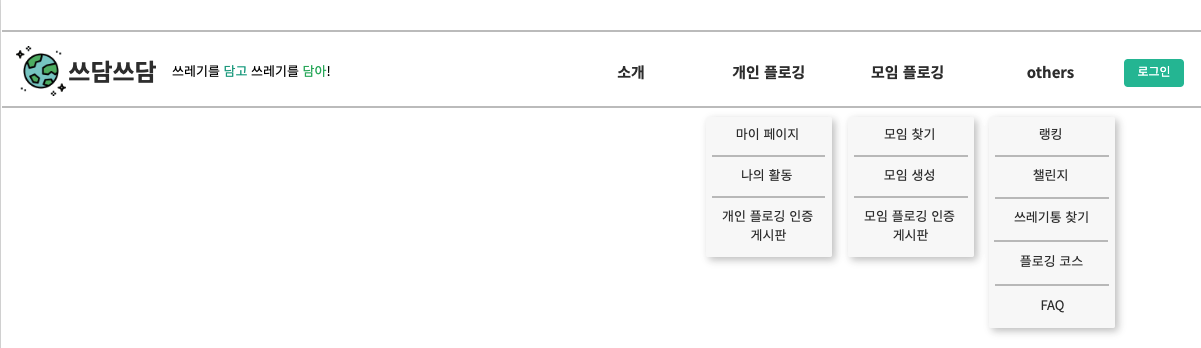 쓰담쓰담
쓰레기를 담고 쓰레기를 담아!
소개
개인 플로깅
모임 플로깅
others
로그인
마이 페이지
나의 활동
개인 플로깅 인증
게시판
모임 찾기
모임 생성
모임 플로깅 인증
게시판
랭킹
챌린지
쓰레기통 찾기
플로깅 코스
FAQ